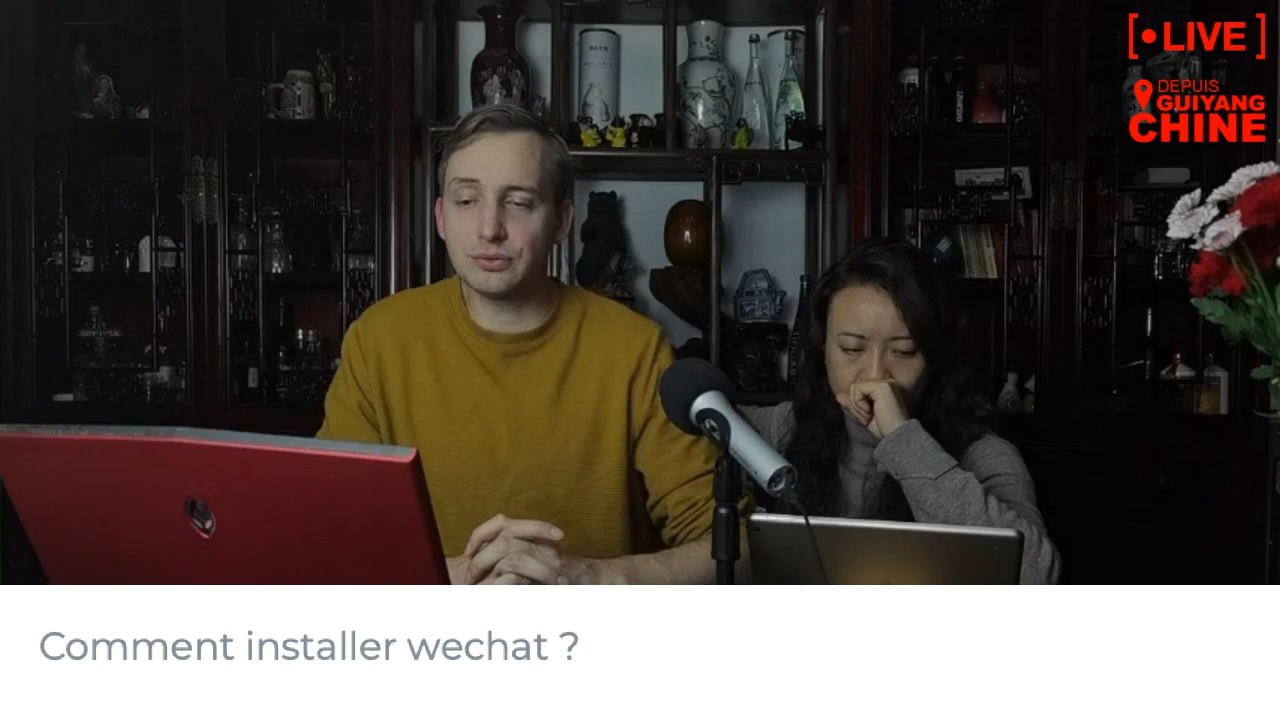 [•LIVE]
DEPUIS
GUIYANG
CHINE
Comment installer wechat ?